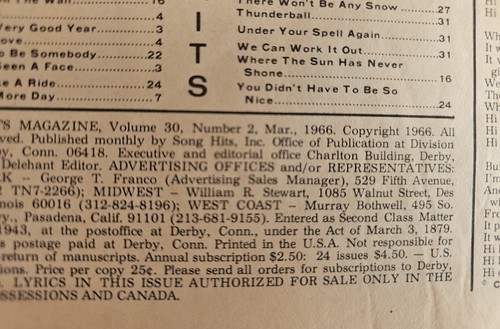 There Won't Be Any Snow 27
Thunderball 31
4
Very Good Year 3
Under Your Spell Again 31
ove 4
We Can Work It Out 31
Be Somebody 22
Where The Sun Has Never
Seen A Face 3
Shone 16
e A Ride 24
You Didn't Have To Be So
More Day 7
Nice 24
I
T
S
'S MAGAZINE, Volume 30, Number 2, Mar., 1966. Copyright 1966. All
ved. Published monthly by Song Hits, Inc. Office of Publication at Division
y, Conn. 06418. Executive and editorial office Charlton Building, Derby,
Delehant Editor. ADVERTISING OFFICES and/or REPRESENTATIVES:
RK - George T. Franco (Advertising Sales Manager), 529 Fifth Avenue,
2 TN7-2266); MIDWEST - William R. Stewart, 1085 Walnut Street, Des
linois 60016 (312-824-8196); WEST COAST - Murray Bothwell, 495 So.
ry., Pasadena, Calif. 91101 (213-681-9155). Entered as Second Class Matter
1943, at the postoffice at Derby, Conn., under the Act of March 3, 1879.
s postage paid at Derby, Conn. Printed in the U.S.A. Not responsible for
return of manuscripts. Annual subscription $2.50: 24 issues $4.50 - U.S.
ions. Price per copy 25¢. Please send all orders for subscriptions to Derby,
. LYRICS IN THIS ISSUE AUTHORIZED FOR SALE ONLY IN THE
SSESSIONS AND CANADA.